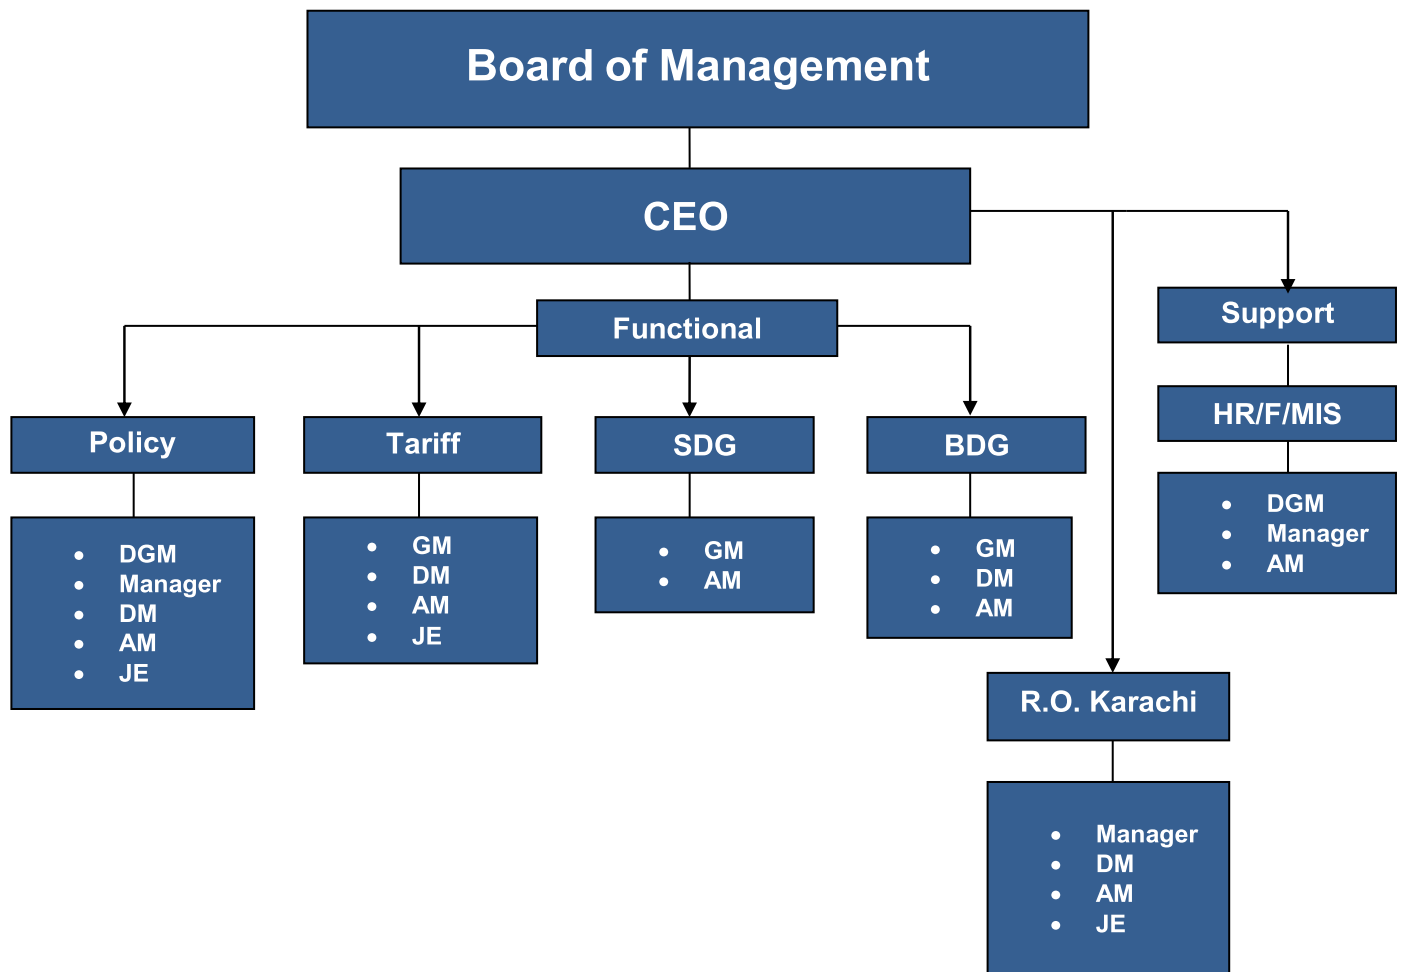 Board of Management
CEO
Functional
Support
HR/F/MIS
• DGM
• Manager
• AM
Policy
• DGM
• Manager
• DM
• AM
• JE
Tariff
• GM
• DM
• AM
• JE
SDG
• GM
• AM
BDG
• GM
• DM
• AM
R.O. Karachi
• Manager
• DM
• AM
• JE